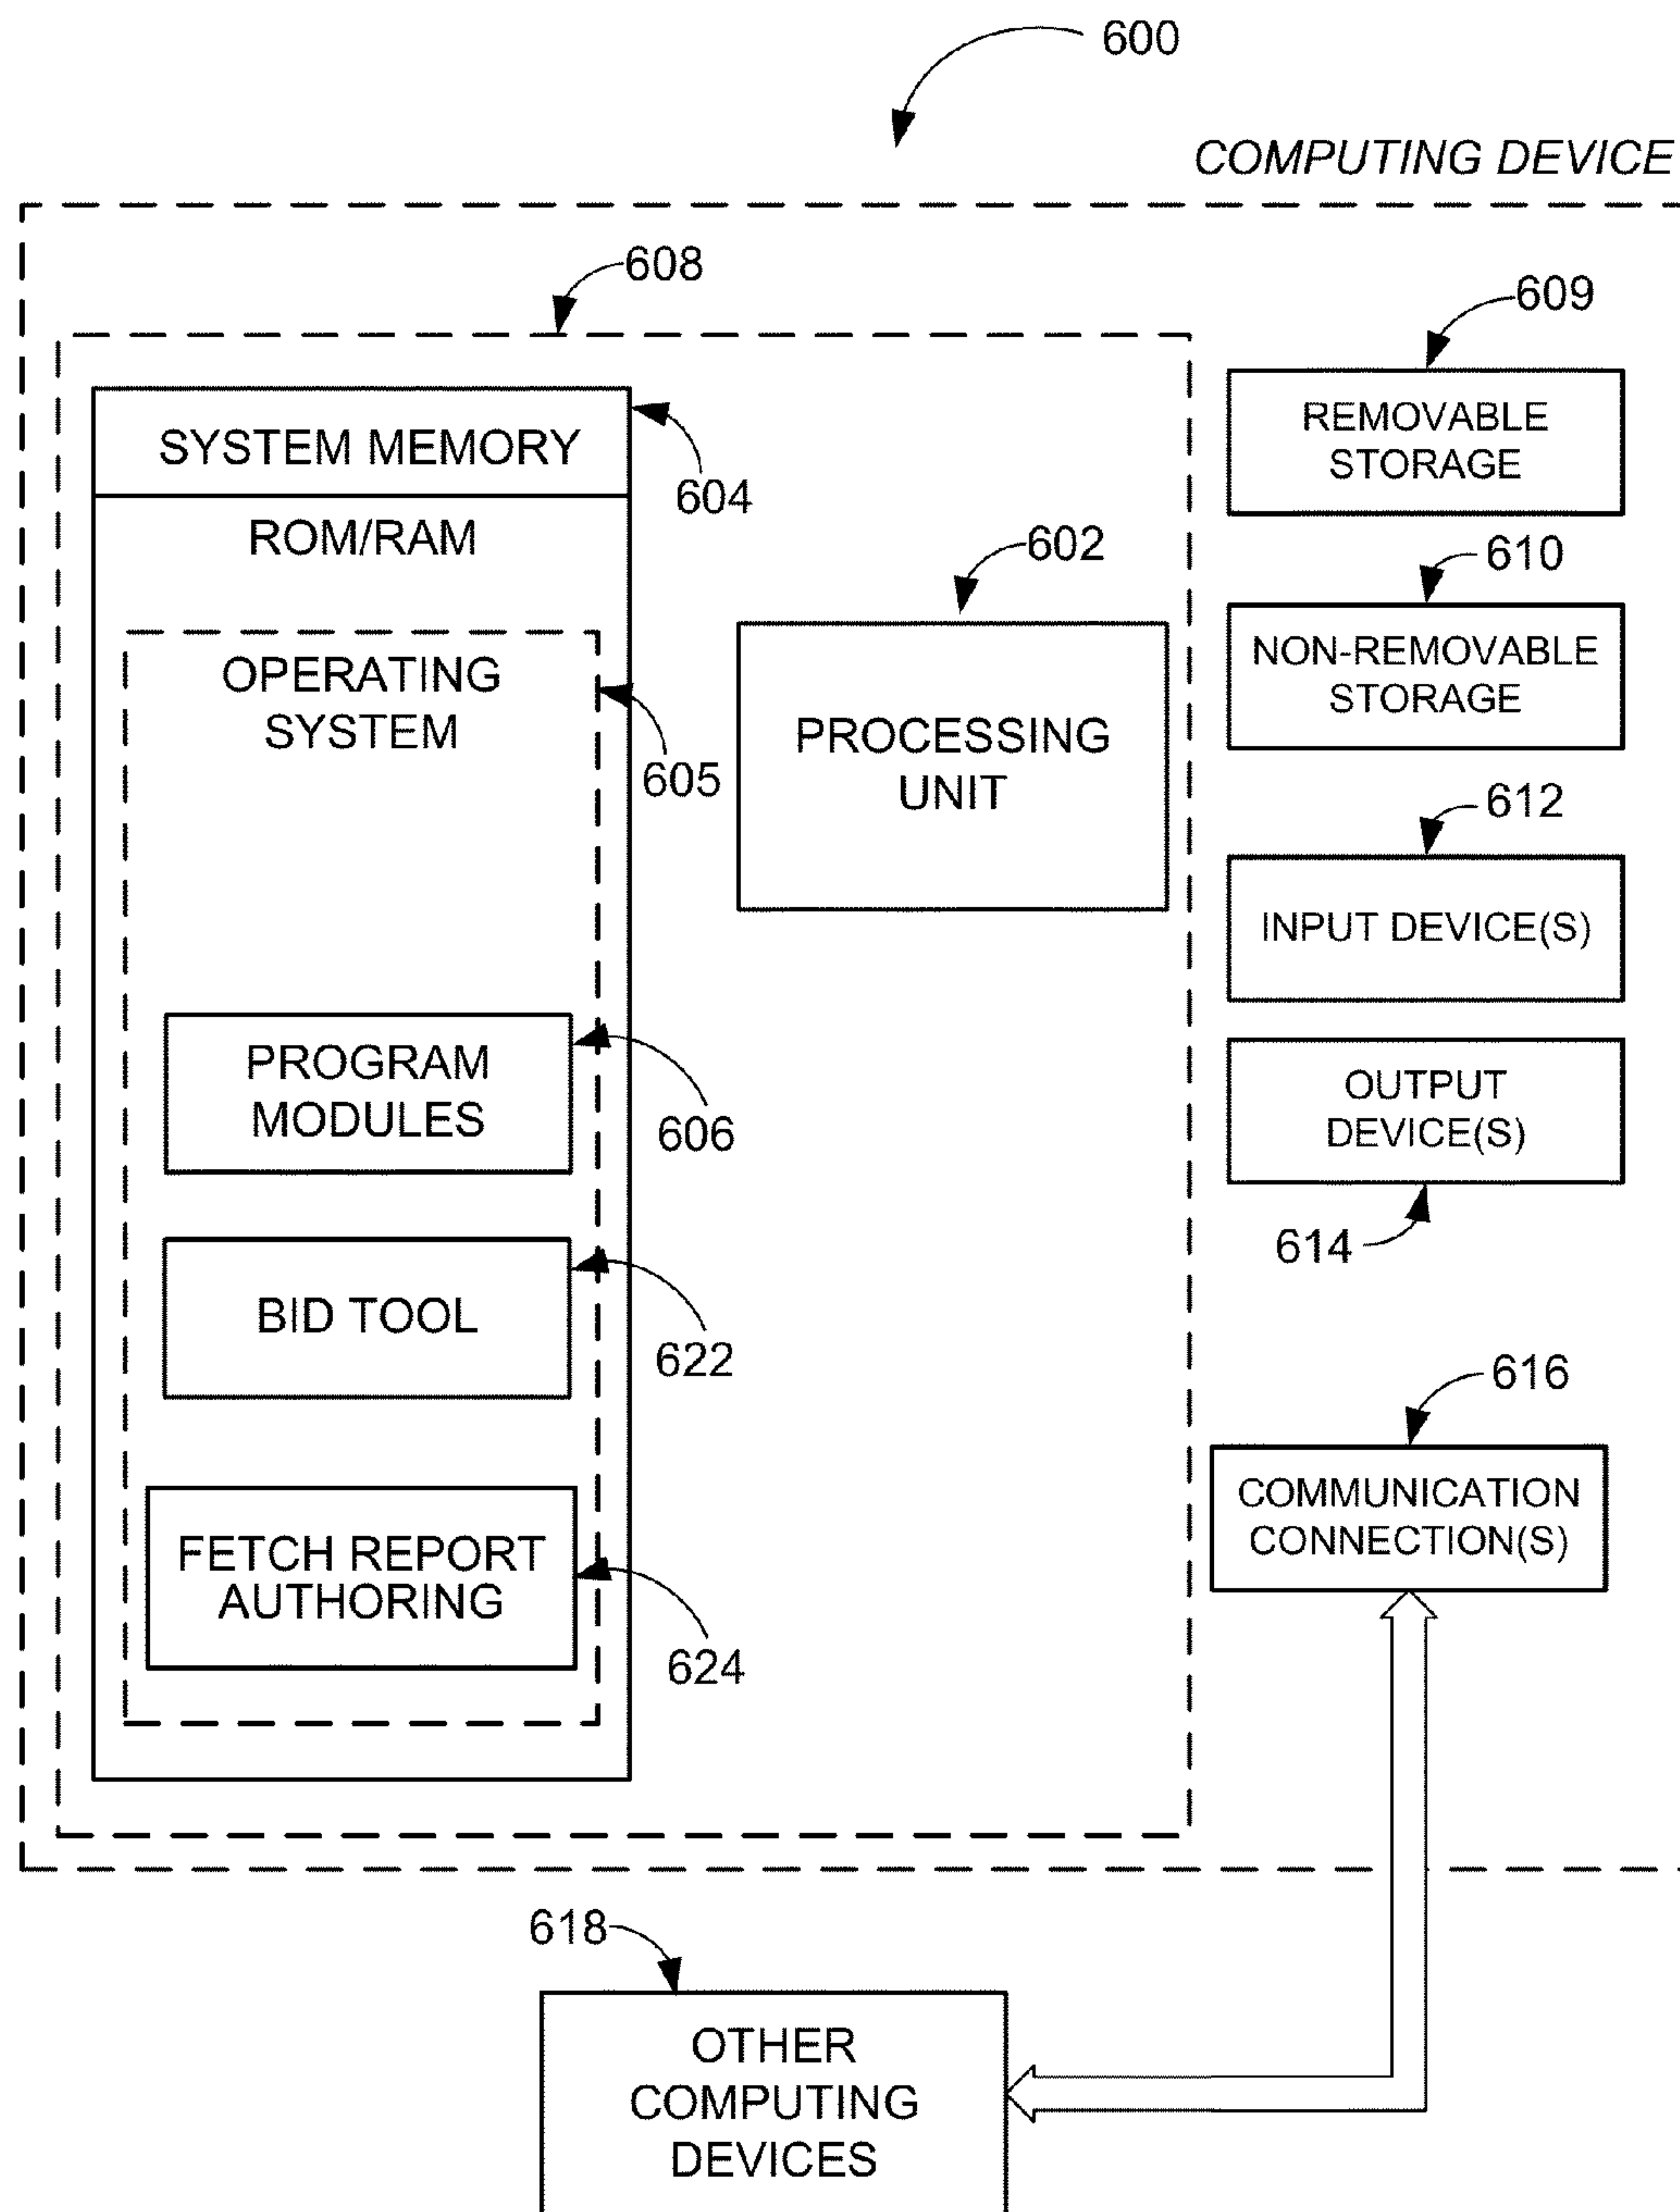 600
COMPUTING DEVICE
608
609
SYSTEM MEMORY
604
ROM/RAM
REMOVABLE
STORAGE
602
610
OPERATING
SYSTEM
605
PROCESSING
UNIT
NON-REMOVABLE
STORAGE
612
INPUT DEVICE(S)
PROGRAM
MODULES
606
OUTPUT
DEVICE(S)
614
BID TOOL
622
616
COMMUNICATION
CONNECTION(S)
FETCH REPORT
AUTHORING
624
618
OTHER
COMPUTING
DEVICES